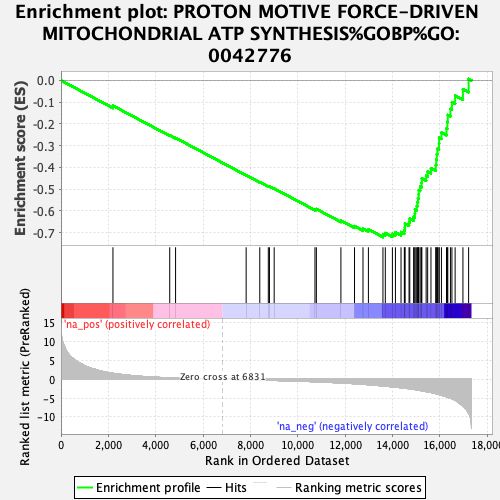 Enrichment plot: PROTON MOTIVE FORCE-DRIVEN
MITOCHONDRIAL ATP SYNTHESIS%GOBP%GO:
0042776
Enrichment score (ES)
0.0
-0.1
-0.2
-0.3
-0.4
-0.5
-0.6
-0.7
'na_pos' (positively correlated)
Ranked list metric (PreRanked)
15
10
5
0
-5
-10
Zero cross at 6831
'na_neg' (negatively correlated)
0 2,000 4,000 6,000 8,000 10,000 12,000 14,000 16,000 18,000
Rank in Ordered Dataset
Enrichment profile Hits Ranking metric scores